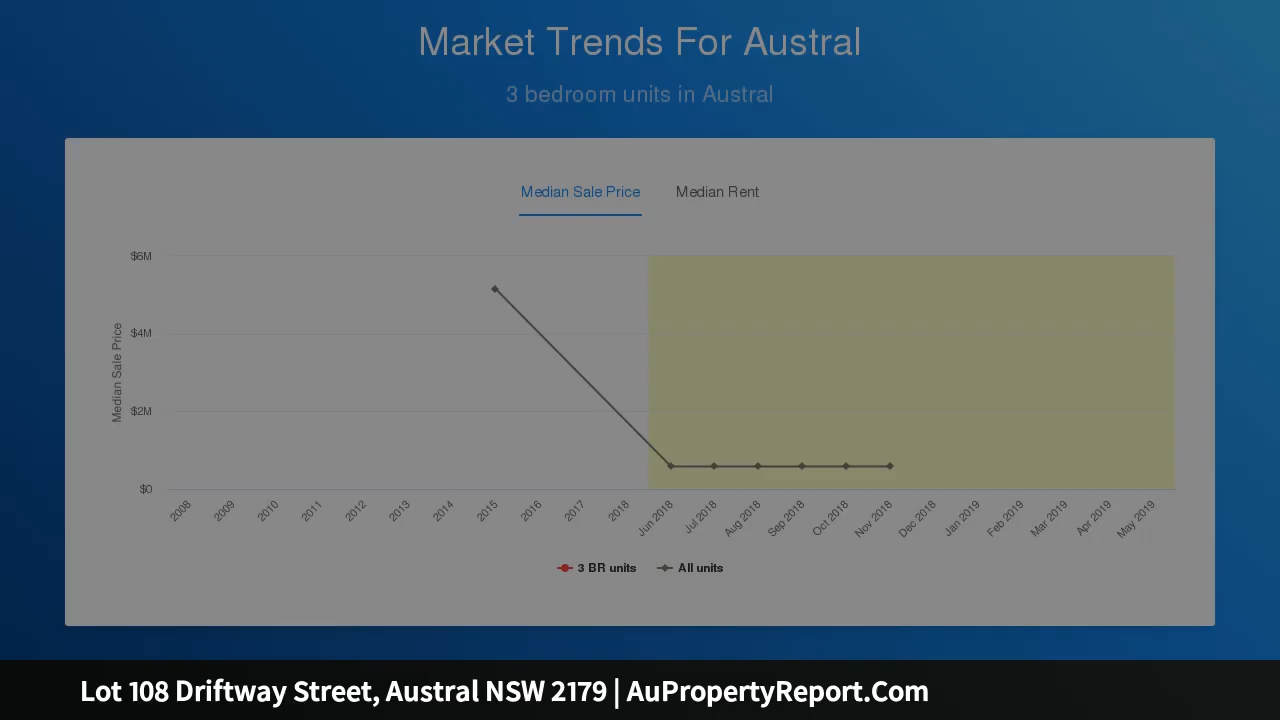 Market Trends For Austral
3 bedroom units in Austral
Median Sale Price
Median Rent
Median Sale Price
$6M
$4M
$2M
$0
2008
2009
2010
2011
2012
2013
2014
2015
2016
2017
2018
Jun 2018
Jul 2018
Aug 2018
Sep 2018
Oct 2018
Nov 2018
Dec 2018
Jan 2019
Feb 2019
Mar 2019
Apr 2019
May 2019
3 BR units
All units
Lot 108 Driftway Street, Austral NSW 2179 | AuPropertyReport.Com